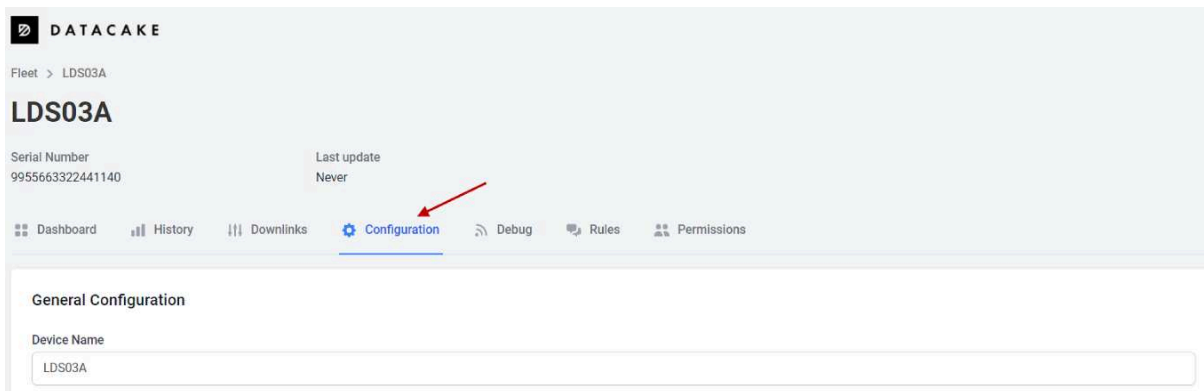 DATACAKE
Fleet > LDS03A
LDS03A
Serial Number Last update
9955663322441140 Never
Dashboard History Downlinks Configuration Debug Rules Permissions
General Configuration
Device Name
LDS03A